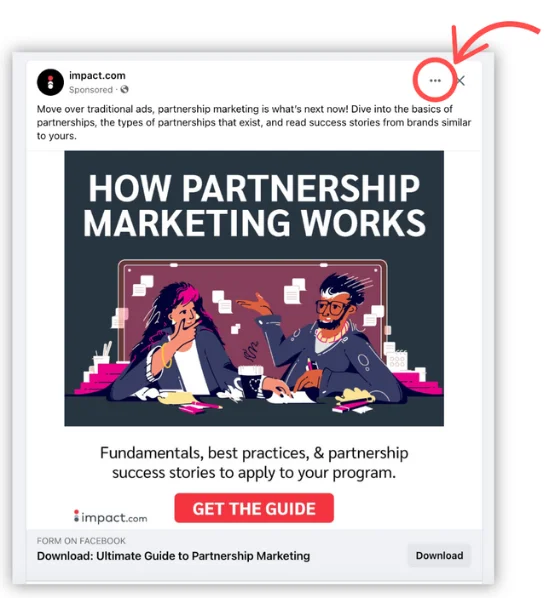 impact.com
Sponsored ·
Move over traditional ads, partnership marketing is what's next now! Dive into the basics of
partnerships, the types of partnerships that exist, and read success stories from brands similar
to yours.
HOW PARTNERSHIP
MARKETING WORKS
Fundamentals, best practices, & partnership
success stories to apply to your program.
impact.com
GET THE GUIDE
FORM ON FACEBOOK
Download: Ultimate Guide to Partnership Marketing
Download